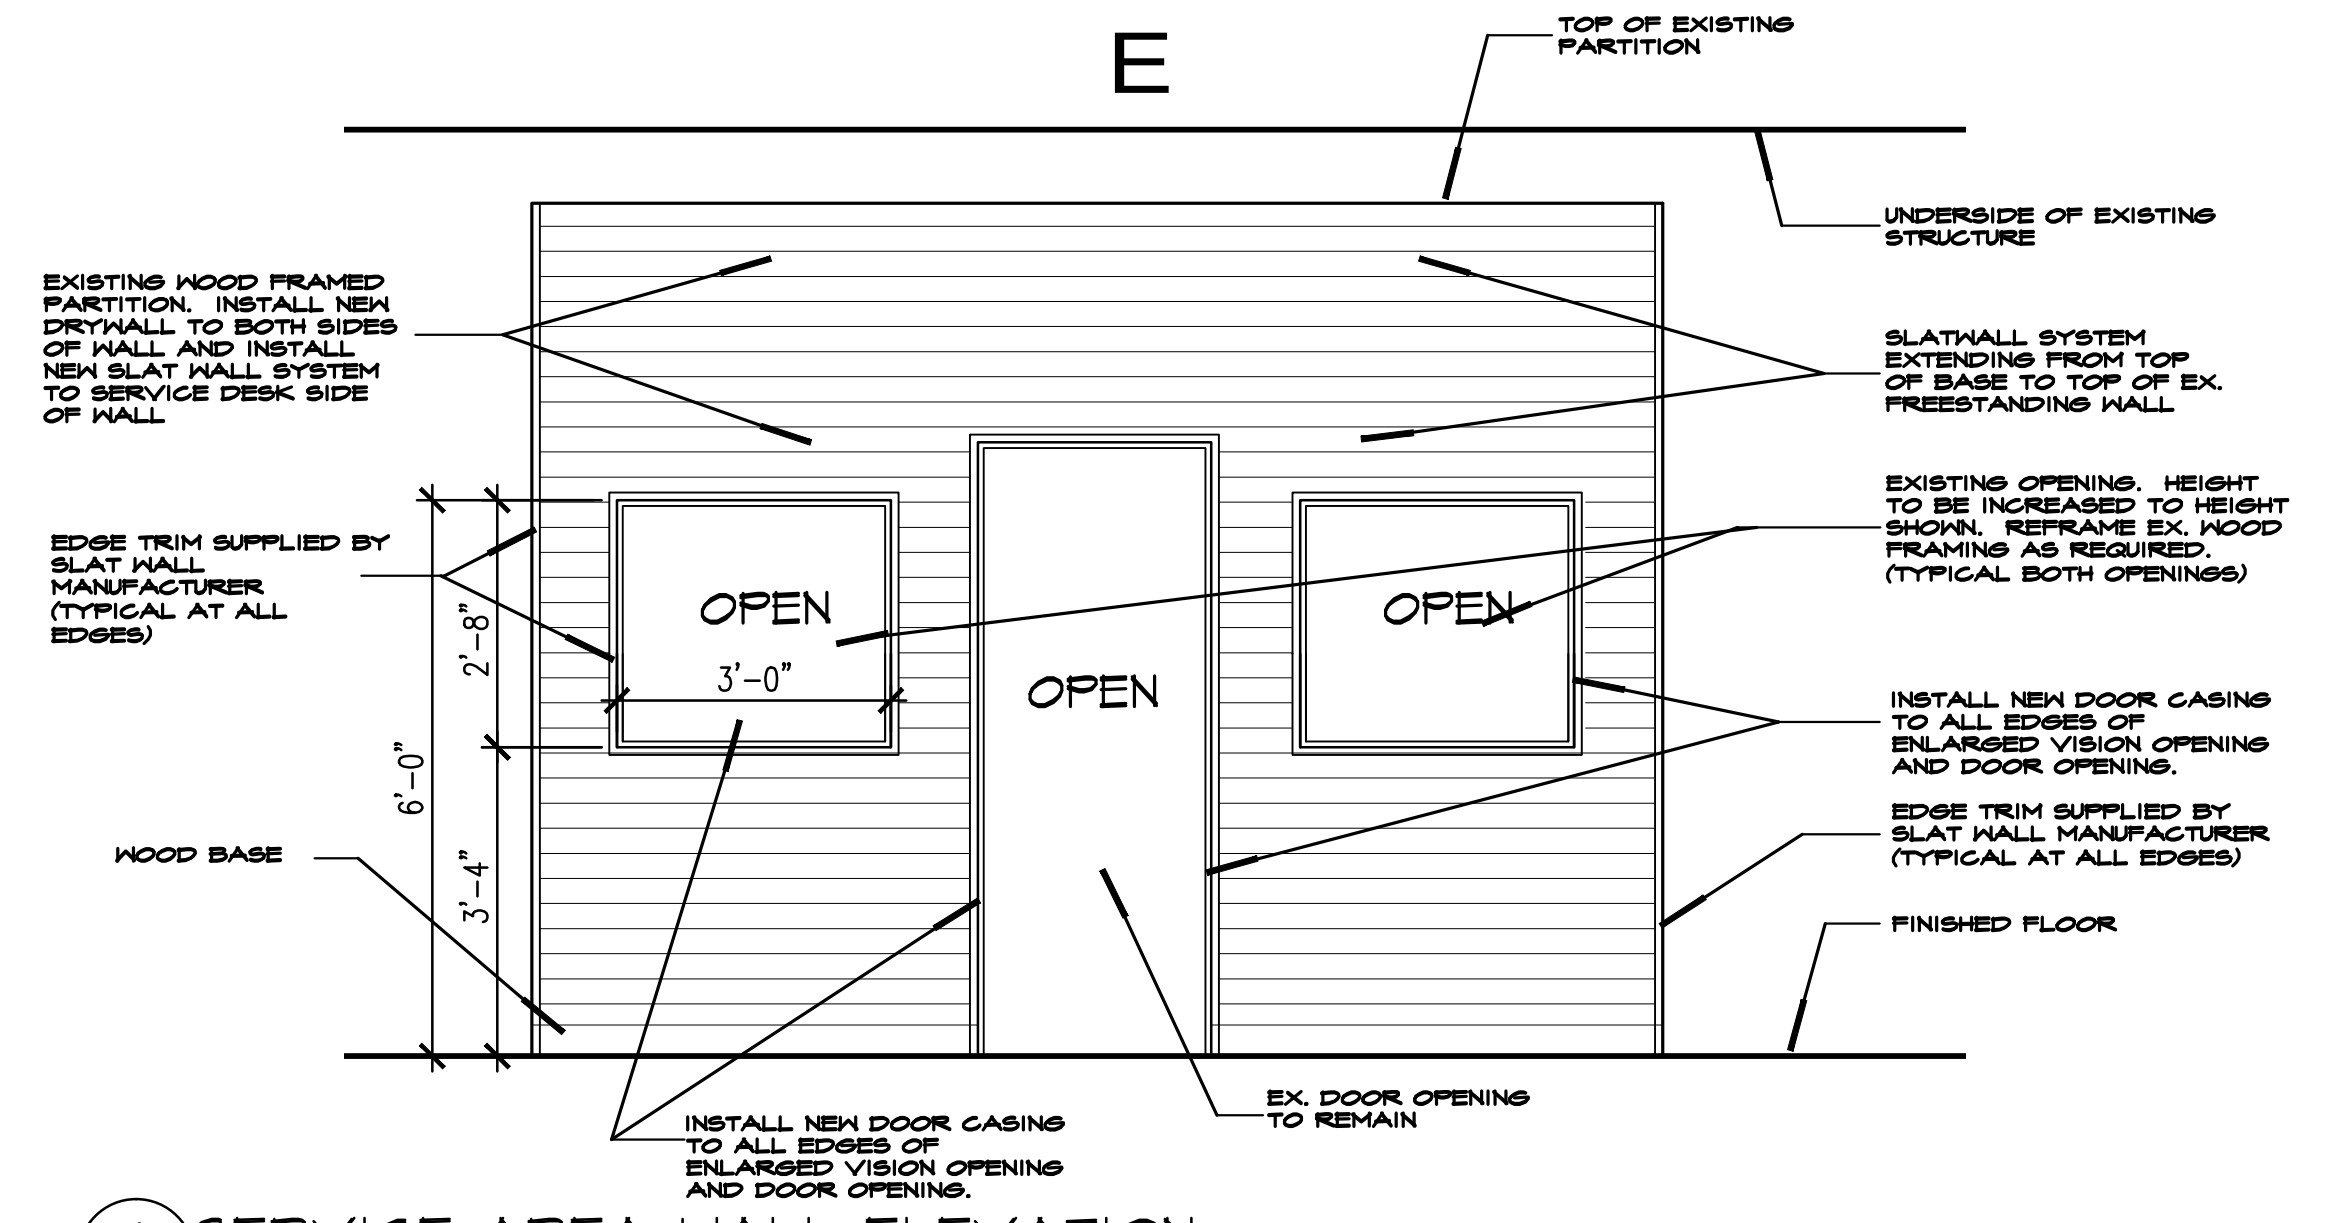 E
TOP OF EXISTING
PARTITION
UNDERSIDE OF EXISTING
STRUCTURE
EXISTING WOOD FRAMED
PARTITION. INSTALL NEW
DRYWALL TO BOTH SIDES
OF WALL AND INSTALL
NEW SLAT WALL SYSTEM
TO SERVICE DESK SIDE
OF WALL
SLATWALL SYSTEM
EXTENDING FROM TOP
OF BASE TO TOP OF EX.
FREESTANDING WALL
EXISTING OPENING. HEIGHT
TO BE INCREASED TO HEIGHT
SHOWN. REFRAME EX. WOOD
FRAMING AS REQUIRED.
(TYPICAL BOTH OPENINGS)
EDGE TRIM SUPPLIED BY
SLAT WALL
MANUFACTURER
(TYPICAL AT ALL
EDGES)
2'-8"
6'-0"
3'-4"
OPEN
3'-0"
OPEN
OPEN
INSTALL NEW DOOR CASING
TO ALL EDGES OF
ENLARGED VISION OPENING
AND DOOR OPENING.
EDGE TRIM SUPPLIED BY
SLAT WALL MANUFACTURER
(TYPICAL AT ALL EDGES)
WOOD BASE
FINISHED FLOOR
EX. DOOR OPENING
TO REMAIN
INSTALL NEW DOOR CASING
TO ALL EDGES OF
ENLARGED VISION OPENING
AND DOOR OPENING.
SERVICE AREA WALL ELEVATION